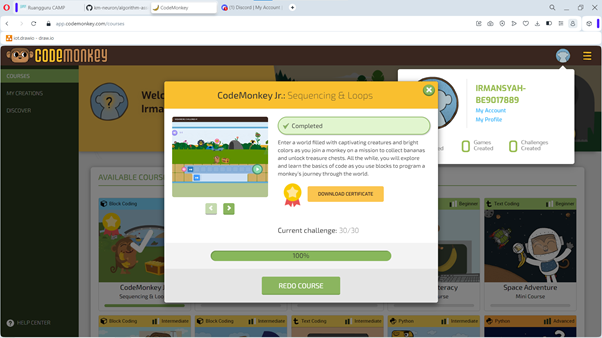 Ruangguru CAMP
km-neuron/algorithm-ac
CodeMonkey
(1) Discord | My Account
app.codemonkey.com/courses
iot.drawio - draw.io
CODEMONKEY
COURSES
MY CREATIONS
DISCOVER
Welc
Irma
IRMANSYAH-
BE9017889
My Account
My Profile
Games
Created
Challenges
Created
CodeMonkey Jr.: Sequencing & Loops
Completed
Enter a world filled with captivating creatures and bright
colors as you join a monkey on a mission to collect bananas
and unlock treasure chests. All the while, you will explore
and learn the basics of code as you use blocks to program a
monkey's journey through the world.
DOWNLOAD CERTIFICATE
Current challenge: 30/30
100%
REDO COURSE
AVAILABLE COURS
Block Coding
Beginner
Text Coding
Beginner
CodeMonkey J
Sequencing & Lo
eracy
Space Adventure
Mini Course
Block Coding
Intermediate
Block Coding
Intermediate
Text Coding
Intermediate
Python
Intermediate
Python
Intermediate
HELP CENTER